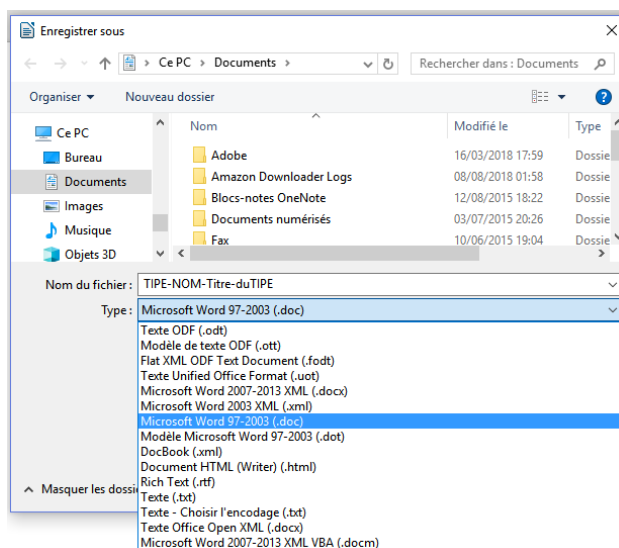 Enregistrer sous
Ce PC > Documents >
Rechercher dans : Documents
Organiser
Nouveau dossier
Ce PC
Bureau
Documents
Images
Musique
Objets 3D
Nom Modifié le Type
Adobe 16/03/2018 17:59 Dossie
Amazon Downloader Logs 08/08/2018 01:58 Dossie
Blocs-notes OneNote 12/08/2015 18:22 Dossie
Documents numérisés 03/07/2015 20:26 Dossie
Fax 10/06/2015 19:04 Dossie
Nom du fichier : TIPE-NOM-Titre-duTIPE
Type : Microsoft Word 97-2003 (.doc)
Texte ODF (.odt)
Modèle de texte ODF (.ott)
Flat XML ODF Text Document (.fodt)
Texte Unified Office Format (.uot)
Microsoft Word 2007-2013 XML (.docx)
Microsoft Word 2003 XML (.xml)
Microsoft Word 97-2003 (.doc)
Modèle Microsoft Word 97-2003 (.dot)
DocBook (.xml)
Document HTML (Writer) (.html)
Rich Text (.rtf)
Texte (.txt)
Texte - Choisir l'encodage (.txt)
Texte Office Open XML (.docx)
Microsoft Word 2007-2013 XML VBA (.docm)
Masquer les dossi